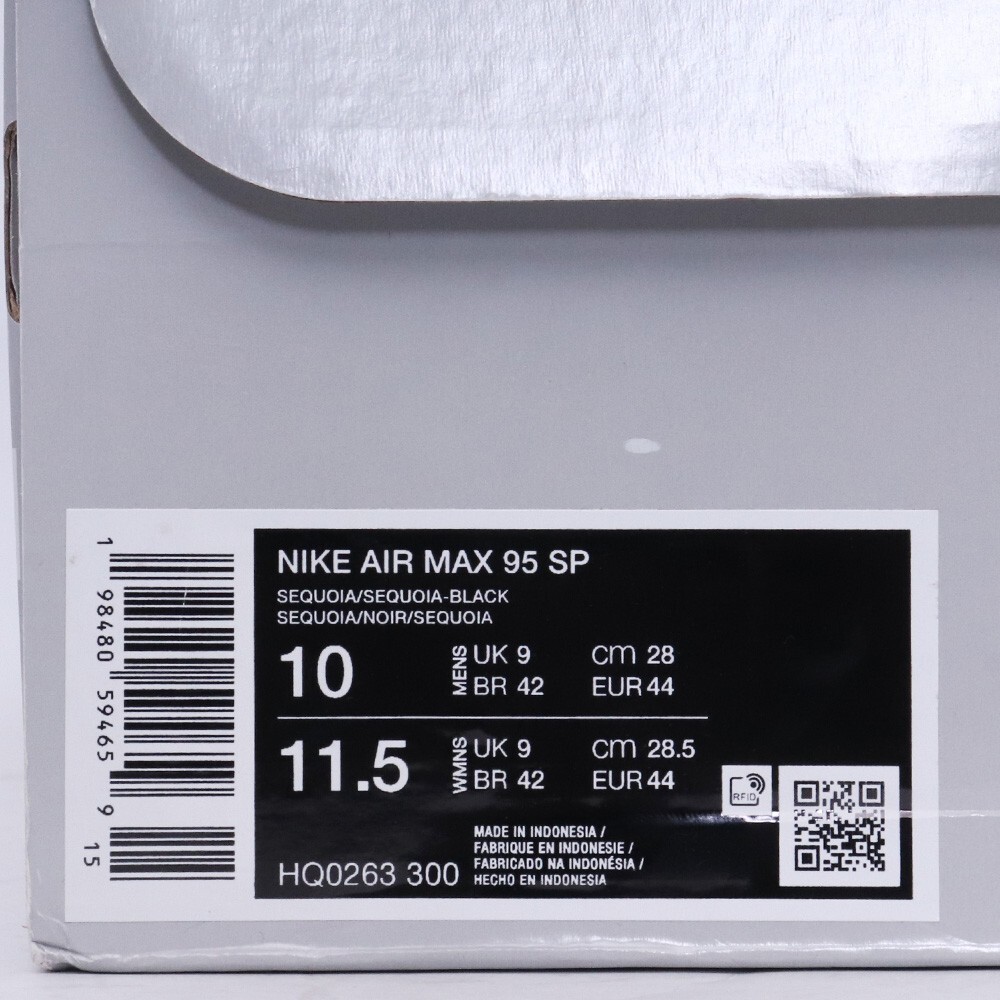 1 98480 59465 9 15
NIKE AIR MAX 95 SP
SEQUOIA/SEQUOIA-BLACK
SEQUOIA/NOIR/SEQUOIA
10 MENS UK 9 cm 28
BR 42 EUR 44
11.5 WMNS UK 9 cm 28.5
BR 42 EUR 44
RFID
HQ0263 300
MADE IN INDONESIA /
FABRIQUE EN INDONESIE /
FABRICADO NA INDONÉSIA /
HECHO EN INDONESIA